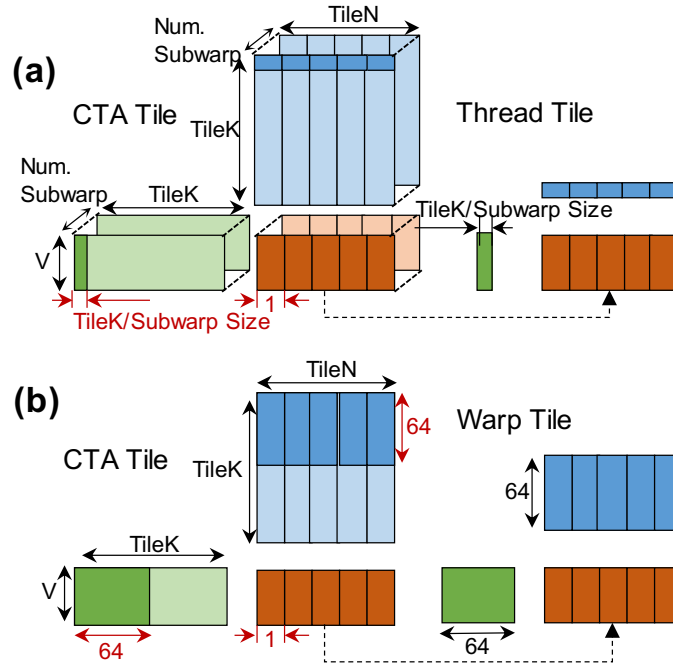 Num.
Subwarp
TileN
(a)
CTA Tile
TileK
Thread Tile
Num.
Subwarp
TileK
TileK/Subwarp Size
V
1
TileK/Subwarp Size
TileN
(b)
64
Warp Tile
CTA Tile
TileK
64
TileK
V
64
1
64